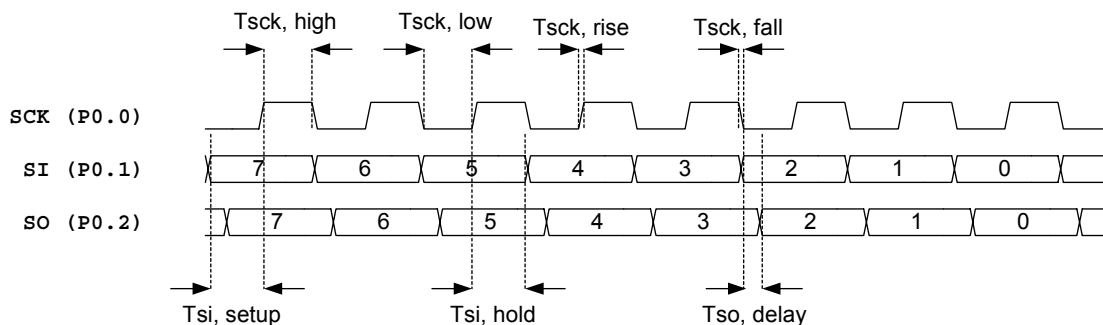 Tsck, high Tsck, low Tsck, rise Tsck, fall
SCK (P0.0)
SI (P0.1) 7 6 5 4 3 2 1 0
SO (P0.2) 7 6 5 4 3 2 1 0
Tsi, setup Tsi, hold Tso, delay